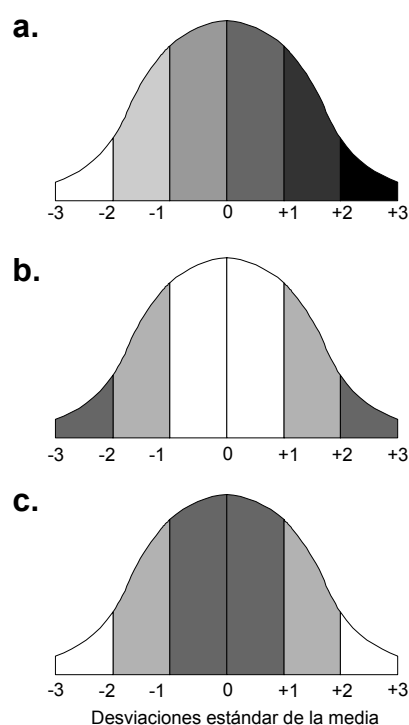 a.
-3 -2 -1 0 +1 +2 +3
b.
-3 -2 -1 0 +1 +2 +3
c.
-3 -2 -1 0 +1 +2 +3
Desviaciones estándar de la media